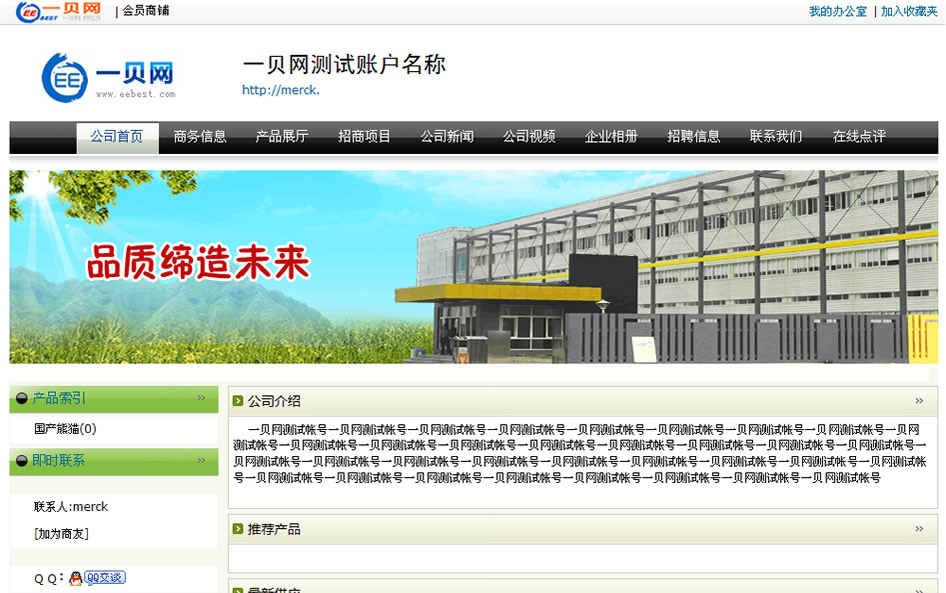 EE BEST 一贝网 | 会员商铺 我的办公室 | 加入收藏夹
EE 一贝网
www.eebest.com
一贝网测试账户名称
http://merck.
公司首页 商务信息 产品展厅 招商项目 公司新闻 公司视频 企业相册 招聘信息 联系我们 在线点评
品质缔造未来
产品索引 »
国产熊猫(0)
即时联系 »
联系人:merck
[加为商友]
QQ: QQ交谈
公司介绍 »
一贝网测试帐号一贝网测试帐号一贝网测试帐号一贝网测试帐号一贝网测试帐号一贝网测试帐号一贝网测试帐号一贝网测试帐号一贝网
测试帐号一贝网测试帐号一贝网测试帐号一贝网测试帐号一贝网测试帐号一贝网测试帐号一贝网测试帐号一贝网测试帐号一贝网测试帐号一
贝网测试帐号一贝网测试帐号一贝网测试帐号一贝网测试帐号一贝网测试帐号一贝网测试帐号一贝网测试帐号一贝网测试帐号一贝网测试帐
号一贝网测试帐号一贝网测试帐号一贝网测试帐号一贝网测试帐号一贝网测试帐号一贝网测试帐号一贝网测试帐号一贝网测试帐号
推荐产品 »
最新供应 »